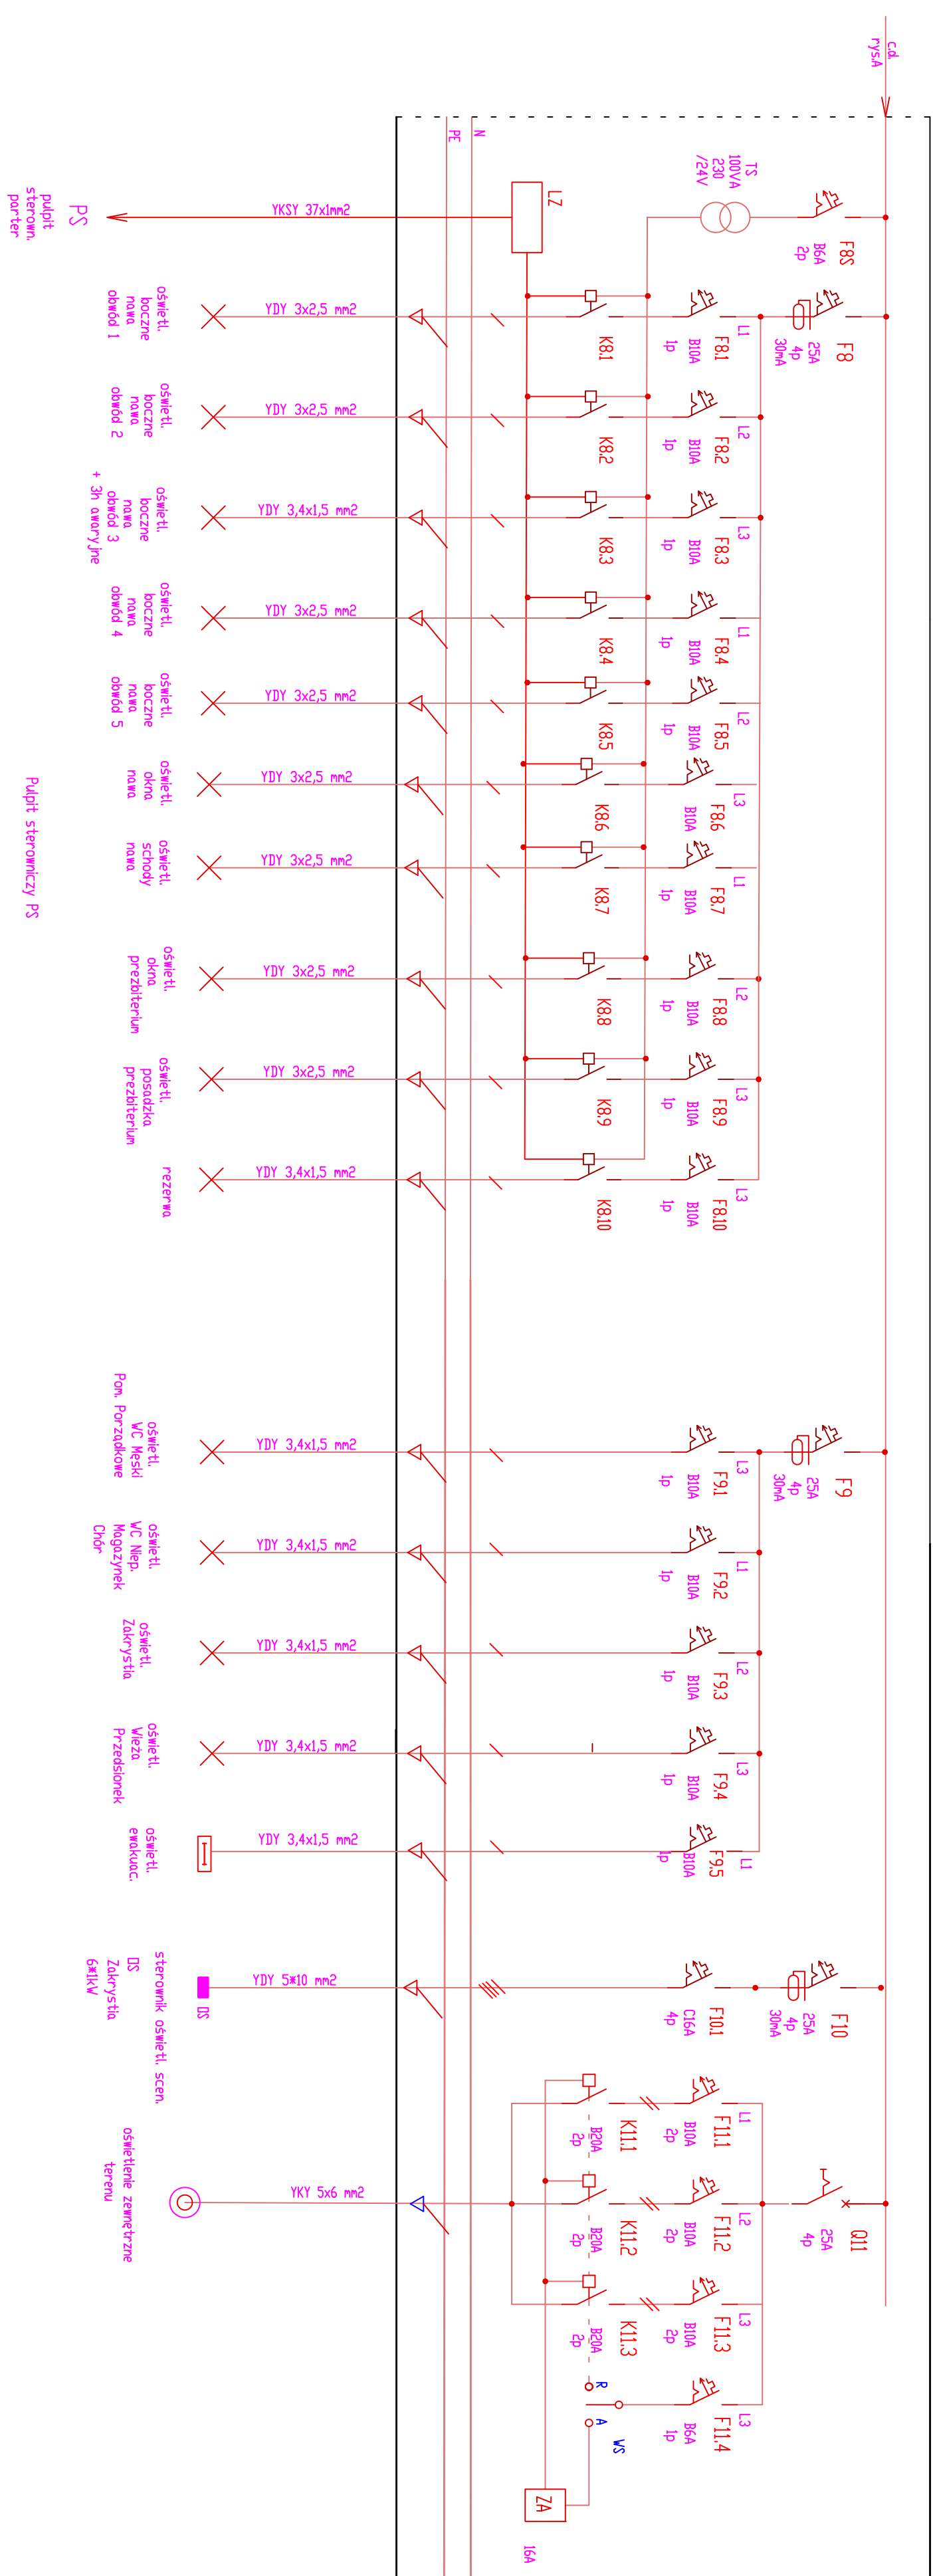 c.d.
rys.A
N
PE
TS
100VA
230
/24V
F8S
B6A
2p
LZ
YKSY 37x1mm2
PS
pulpit
sterown.
parter
F8
25A
4p
30mA
L1
F8.1
B10A
1p
K8.1
YDY 3x2,5 mm2
oświetl.
boczne
nawa
obwód 1
L2
F8.2
B10A
1p
K8.2
YDY 3x2,5 mm2
oświetl.
boczne
nawa
obwód 2
L3
F8.3
B10A
1p
K8.3
YDY 3,4x1,5 mm2
oświetl.
boczne
nawa
obwód 3
+ 3h awaryjne
L1
F8.4
B10A
1p
K8.4
YDY 3x2,5 mm2
oświetl.
boczne
nawa
obwód 4
L2
F8.5
B10A
1p
K8.5
YDY 3x2,5 mm2
oświetl.
boczne
nawa
obwód 5
L3
F8.6
B10A
1p
K8.6
YDY 3x2,5 mm2
oświetl.
okna
nawa
L1
F8.7
B10A
1p
K8.7
YDY 3x2,5 mm2
oświetl.
schody
nawa
Pulpit sterowniczy PS
L2
F8.8
B10A
1p
K8.8
YDY 3x2,5 mm2
oświetl.
okna
prezbiterium
L3
F8.9
B10A
1p
K8.9
YDY 3x2,5 mm2
oświetl.
posadzka
prezbiterium
L3
F8.10
B10A
1p
K8.10
YDY 3,4x1,5 mm2
rezerwa
F9
25A
4p
30mA
L3
F9.1
B10A
1p
YDY 3,4x1,5 mm2
oświetl.
WC Męski
Pom. Porządkowe
L1
F9.2
B10A
1p
YDY 3,4x1,5 mm2
oświetl.
WC Niep.
Magazynek
Chór
L2
F9.3
B10A
1p
YDY 3,4x1,5 mm2
oświetl.
Zakrystia
L3
F9.4
B10A
1p
YDY 3,4x1,5 mm2
oświetl.
Wieża
Przedsionek
L1
F9.5
B10A
1p
YDY 3,4x1,5 mm2
oświetl.
ewakuac.
F10
25A
4p
30mA
F10.1
C16A
4p
YDY 5*10 mm2
OS
sterownik oświetl. scen.
OS
Zakrystia
6*1kW
Q11
25A
4p
L1
F11.1
B10A
2p
K11.1
B20A
2p
L2
F11.2
B10A
2p
K11.2
B20A
2p
YKY 5x6 mm2
oświetlenie zewnętrzne
terenu
L3
F11.3
B10A
2p
K11.3
B20A
2p
L3
F11.4
B6A
1p
R
A
WS
ZA
16A